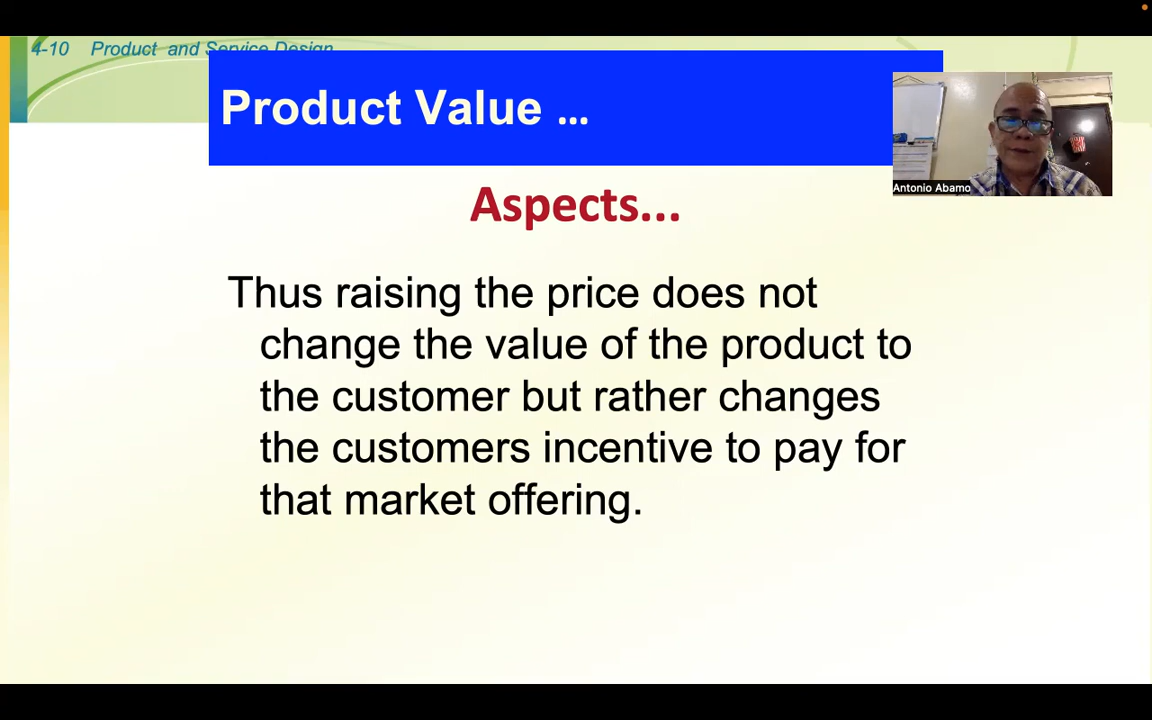 4-10 Product and Service Design
Product Value ...
Antonio Abamo
Aspects...
Thus raising the price does not
change the value of the product to
the customer but rather changes
the customers incentive to pay for
that market offering.